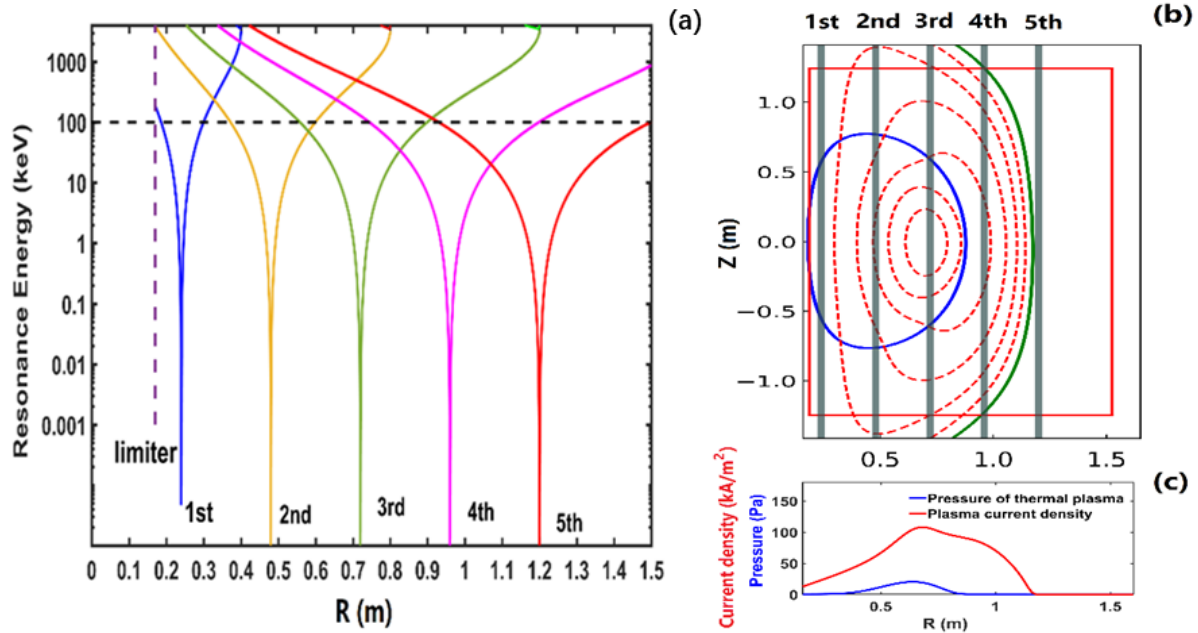 (a)
Resonance Energy (keV)
1000
100
10
1
0.1
0.01
0.001
limiter
1st
2nd
3rd
4th
5th
0 0.1 0.2 0.3 0.4 0.5 0.6 0.7 0.8 0.9 1 1.1 1.2 1.3 1.4 1.5
R (m)
1st 2nd 3rd 4th 5th
(b)
Z (m)
1.0
0.5
0.0
−0.5
−1.0
0.5 1.0 1.5
(c)
Current density (kA/m²)
Pressure (Pa)
150
100
50
0
Pressure of thermal plasma
Plasma current density
0.5 1 1.5
R (m)